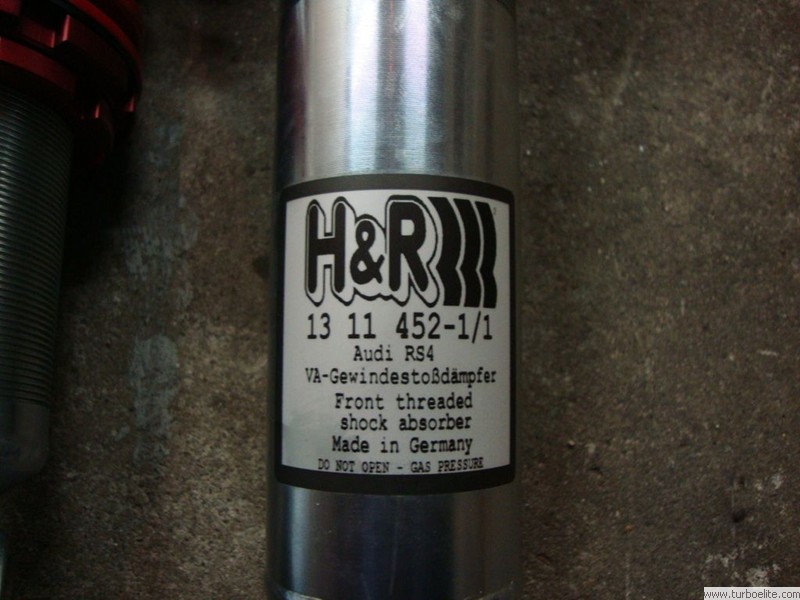 H&R
13 11 452-1/1
Audi RS4
VA-Gewindestoßdämpfer
Front threaded
shock absorber
Made in Germany
DO NOT OPEN - GAS PRESSURE
www.turboelite.com